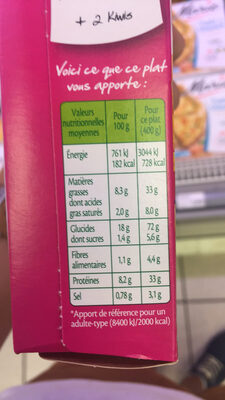 + 2 Kiwis
Voici ce que ce plat
vous apporte :
Valeurs nutritionnelles moyennes Pour 100 g Pour ce plat (400 g)
Énergie 761 kJ 3044 kJ
182 kcal 728 kcal
Matières
grasses 8,3 g 33 g
dont acides
gras saturés 2,0 g 8,0 g
Glucides 18 g 72 g
dont sucres 1,4 g 5,6 g
Fibres
alimentaires 1,1 g 4,4 g
Protéines 8,2 g 33 g
Sel 0,78 g 3,1 g
*Apport de référence pour un
adulte-type (8400 kJ/2000 kcal)
Marie